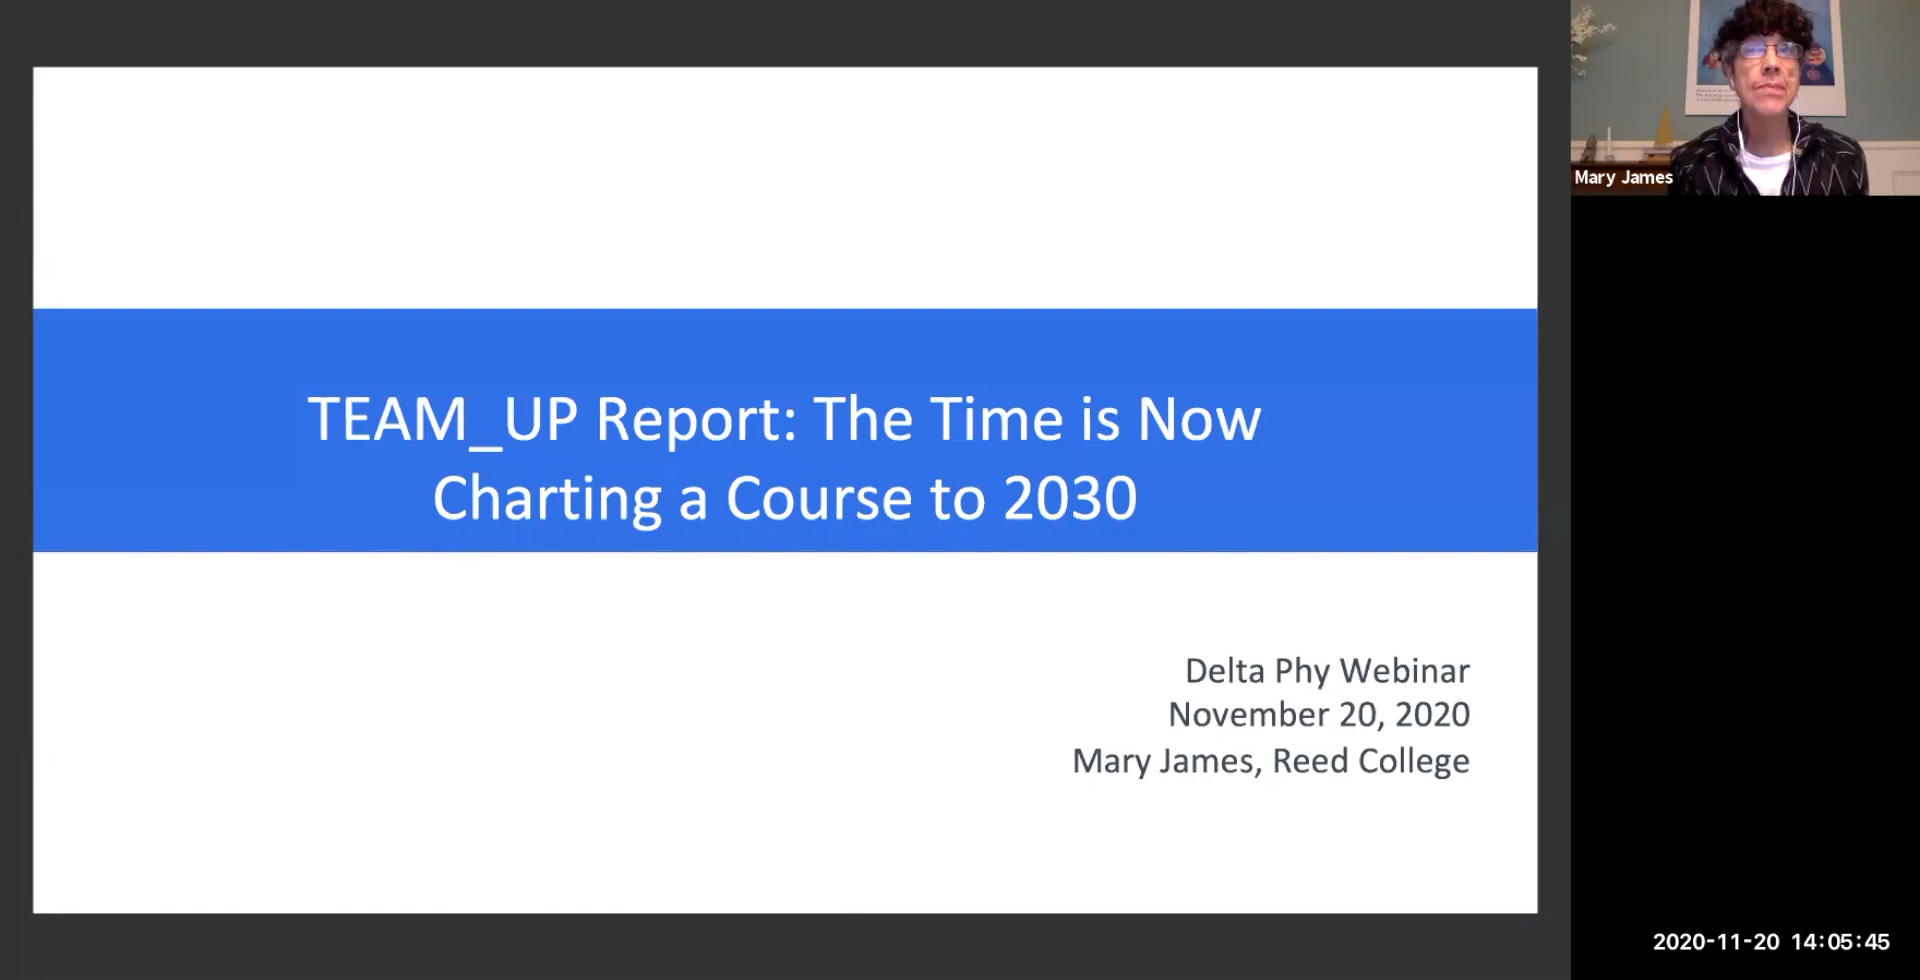 TEAM_UP Report: The Time is Now
Charting a Course to 2030
Delta Phy Webinar
November 20, 2020
Mary James, Reed College
Mary James
2020-11-20 14:05:45